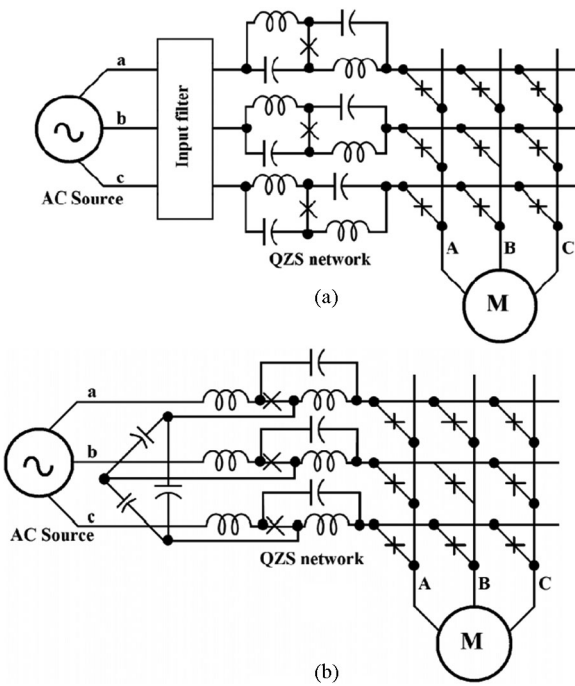 a
b
c
AC Source
Input filter
QZS network
A
B
C
M
(a)
a
b
c
AC Source
QZS network
A
B
C
M
(b)